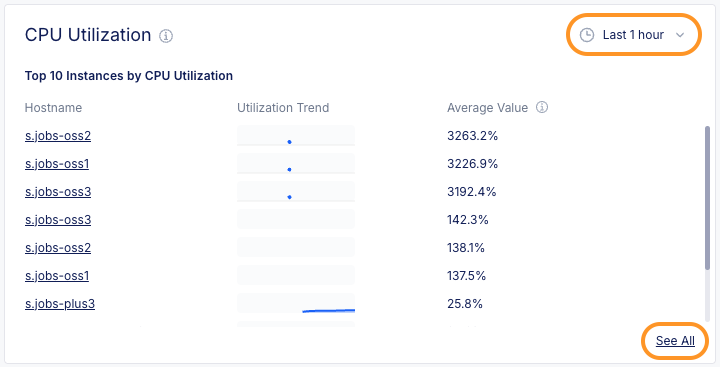 CPU Utilization
Last 1 hour
Top 10 Instances by CPU Utilization
Hostname Utilization Trend Average Value
s.jobs-oss2 3263.2%
s.jobs-oss1 3226.9%
s.jobs-oss3 3192.4%
s.jobs-oss3 142.3%
s.jobs-oss2 138.1%
s.jobs-oss1 137.5%
s.jobs-plus3 25.8%
See All